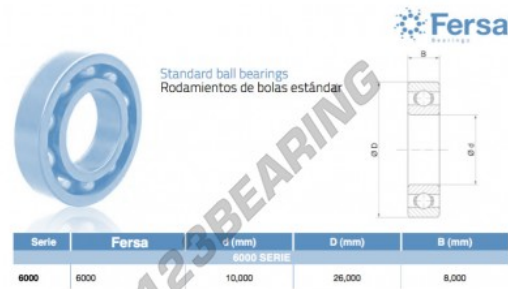 Fersa
Bearings
Standard ball bearings
Rodamientos de bolas estándar
B
Ø D
Ø d
Serie Fersa d (mm) D (mm) B (mm)
6000 SERIE
6000 6000 10,000 26,000 8,000
123BEARING